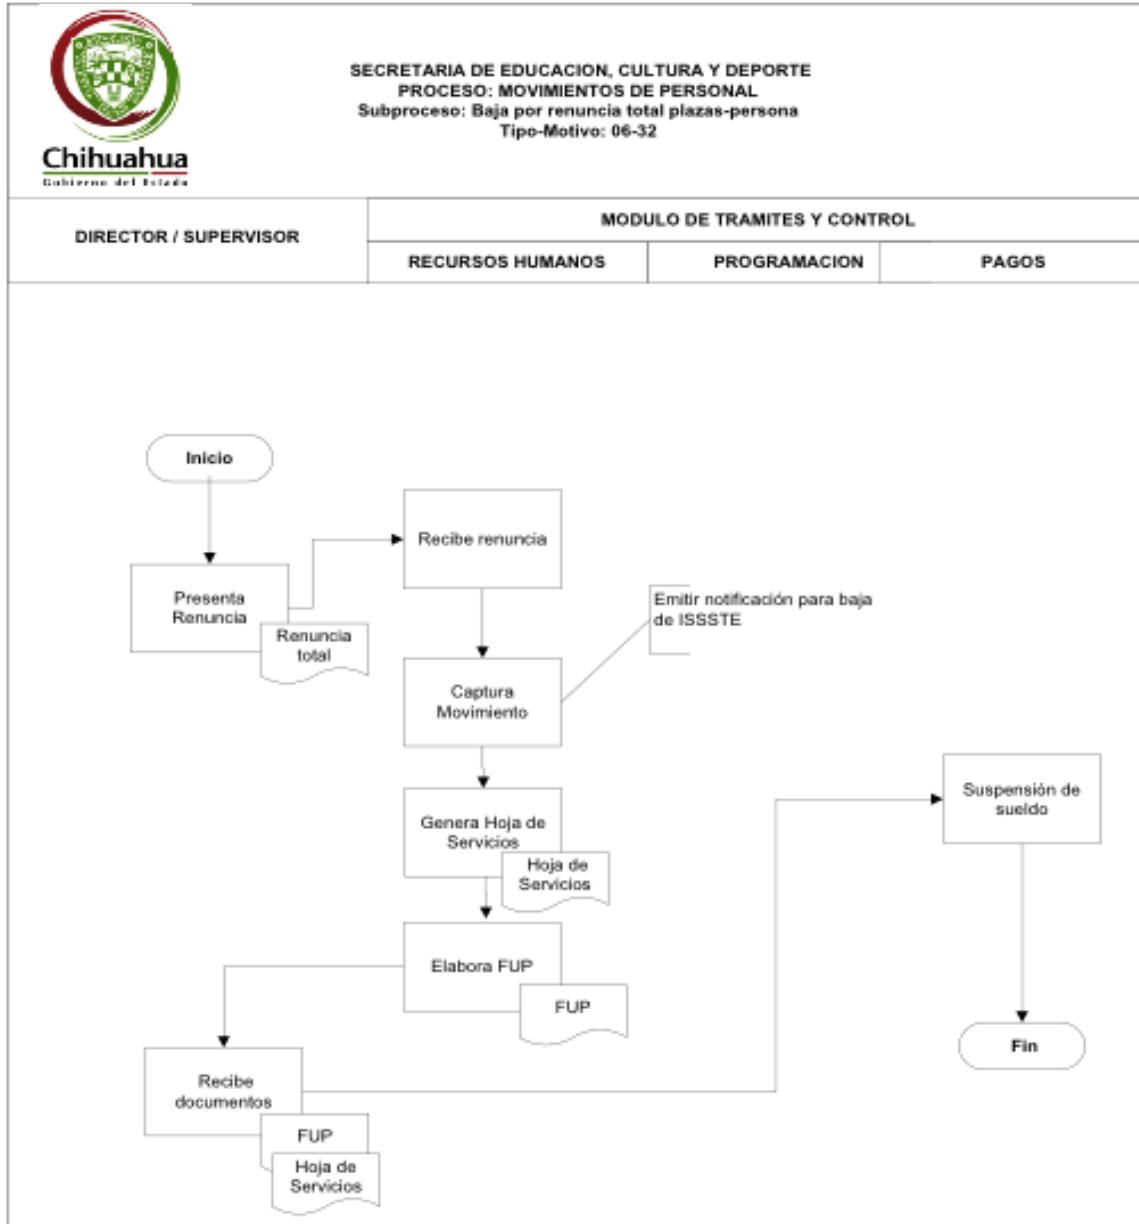 Chihuahua
Gobierno del Estado
SECRETARIA DE EDUCACION, CULTURA Y DEPORTE
PROCESO: MOVIMIENTOS DE PERSONAL
Subproceso: Baja por renuncia total plazas-persona
Tipo-Motivo: 06-32
DIRECTOR / SUPERVISOR
MODULO DE TRAMITES Y CONTROL
RECURSOS HUMANOS
PROGRAMACION
PAGOS
Inicio
Recibe renuncia
Presenta
Renuncia
Renuncia
total
Emitir notificación para baja
de ISSSTE
Captura
Movimiento
Suspensión de
sueldo
Genera Hoja de
Servicios
Hoja de
Servicios
Elabora FUP
FUP
Fin
Recibe
documentos
FUP
Hoja de
Servicios